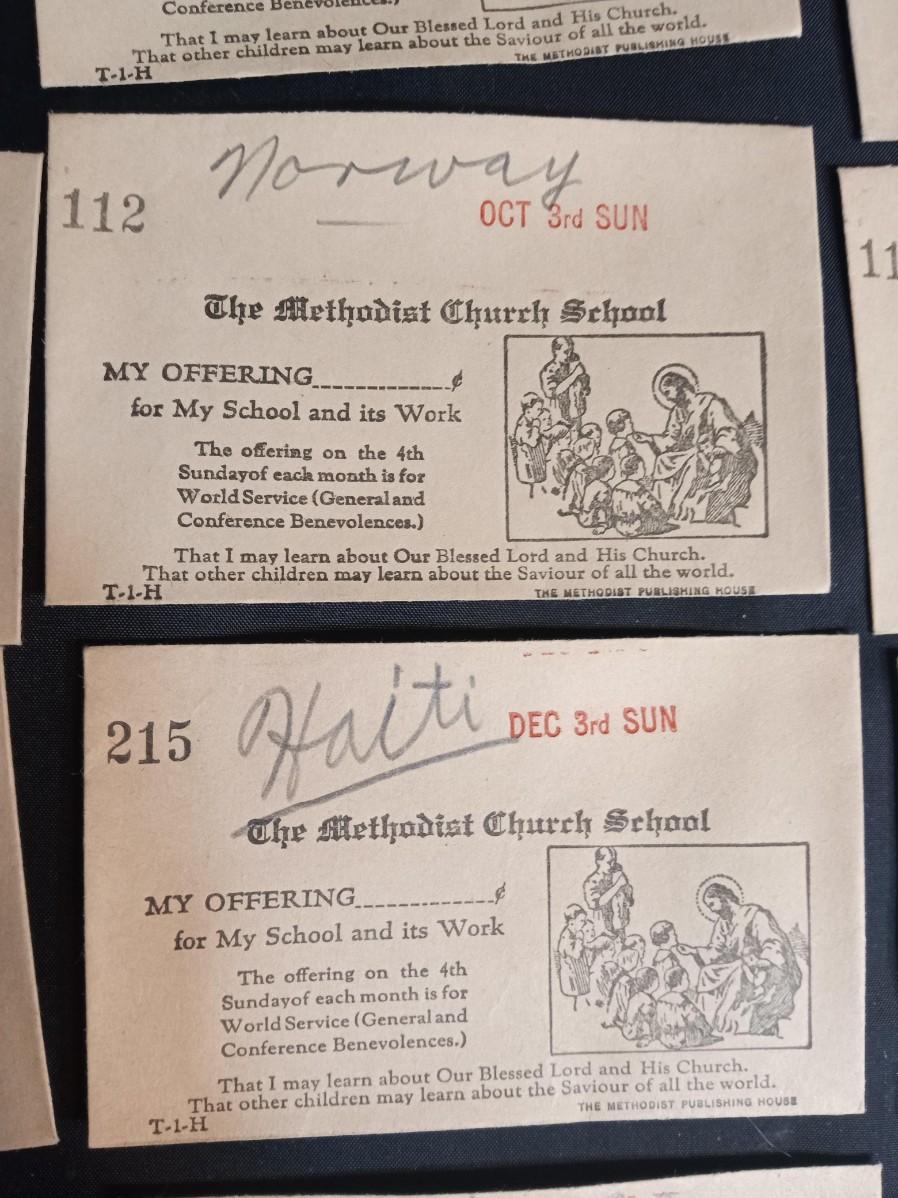 Conference Benevolences.)
That I may learn about Our Blessed Lord and His Church.
That other children may learn about the Saviour of all the world.
T-1-H THE METHODIST PUBLISHING HOUSE
Norway
112 OCT 3rd SUN
The Methodist Church School
MY OFFERING_____________¢
for My School and its Work
The offering on the 4th
Sundayof each month is for
World Service (General and
Conference Benevolences.)
That I may learn about Our Blessed Lord and His Church.
That other children may learn about the Saviour of all the world.
T-1-H THE METHODIST PUBLISHING HOUSE
11
215 Haiti DEC 3rd SUN
The Methodist Church School
MY OFFERING_____________¢
for My School and its Work
The offering on the 4th
Sundayof each month is for
World Service (General and
Conference Benevolences.)
That I may learn about Our Blessed Lord and His Church.
That other children may learn about the Saviour of all the world.
THE METHODIST PUBLISHING HOUSE
T-1-H